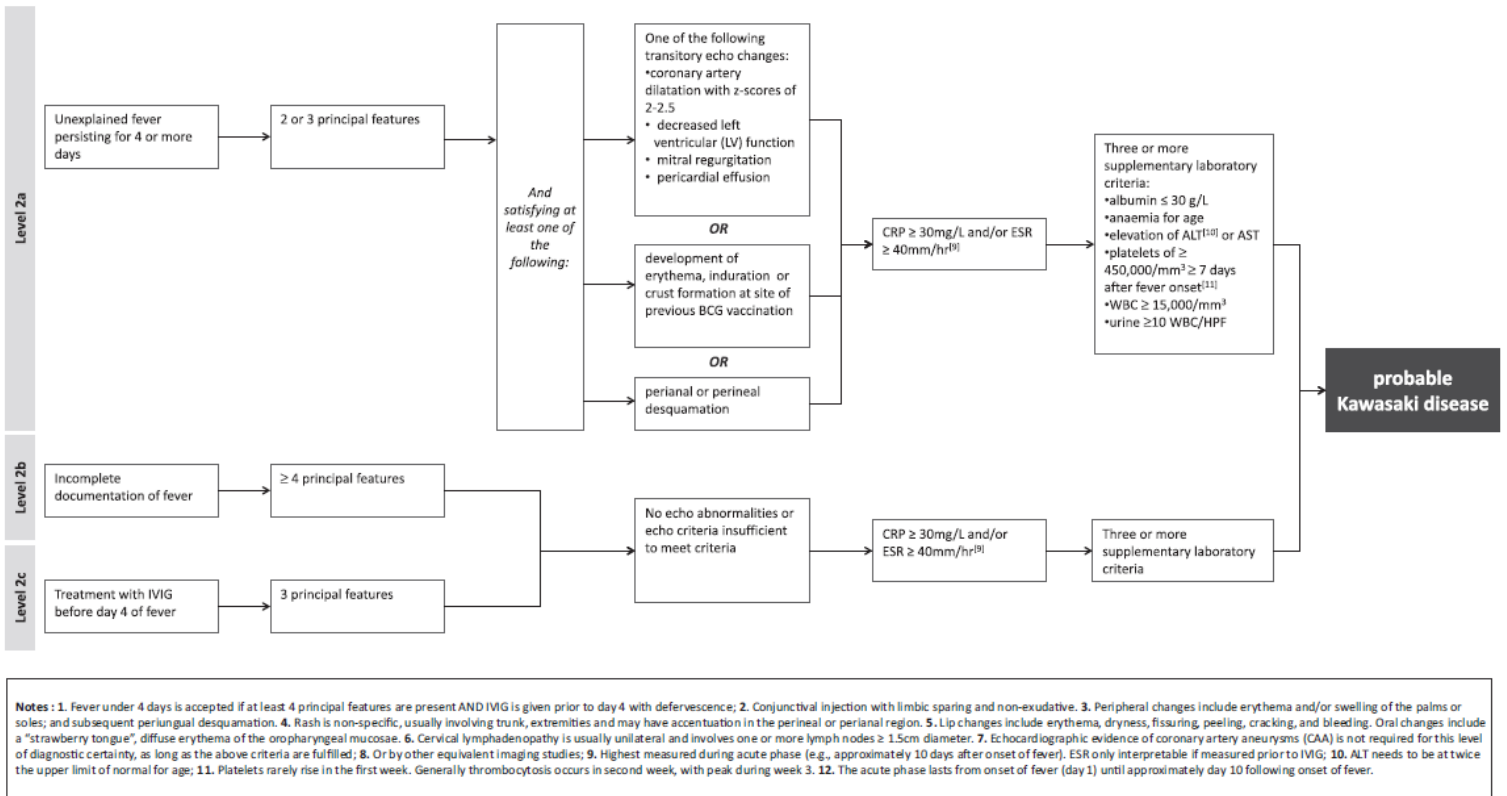 Level 2a
Unexplained fever
persisting for 4 or more
days
2 or 3 principal features
And
satisfying at
least one of
the
following:
One of the following
transitory echo changes:
•coronary artery
dilatation with z-scores of
2-2.5
• decreased left
ventricular (LV) function
• mitral regurgitation
• pericardial effusion
OR
development of
erythema, induration or
crust formation at site of
previous BCG vaccination
OR
perianal or perineal
desquamation
CRP ≥ 30mg/L and/or ESR
≥ 40mm/hr[9]
Three or more
supplementary laboratory
criteria:
•albumin ≤ 30 g/L
•anaemia for age
•elevation of ALT[10] or AST
•platelets of ≥
450,000/mm³ ≥ 7 days
after fever onset[11]
•WBC ≥ 15,000/mm³
•urine ≥10 WBC/HPF
probable
Kawasaki disease
Level 2b
Incomplete
documentation of fever
≥ 4 principal features
No echo abnormalities or
echo criteria insufficient
to meet criteria
CRP ≥ 30mg/L and/or
ESR ≥ 40mm/hr[9]
Three or more
supplementary laboratory
criteria
Level 2c
Treatment with IVIG
before day 4 of fever
3 principal features
Notes : 1. Fever under 4 days is accepted if at least 4 principal features are present AND IVIG is given prior to day 4 with defervescence; 2. Conjunctival injection with limbic sparing and non-exudative. 3. Peripheral changes include erythema and/or swelling of the palms or
soles; and subsequent periungual desquamation. 4. Rash is non-specific, usually involving trunk, extremities and may have accentuation in the perineal or perianal region. 5. Lip changes include erythema, dryness, fissuring, peeling, cracking, and bleeding. Oral changes include
a "strawberry tongue", diffuse erythema of the oropharyngeal mucosae. 6. Cervical lymphadenopathy is usually unilateral and involves one or more lymph nodes ≥ 1.5cm diameter. 7. Echocardiographic evidence of coronary artery aneurysms (CAA) is not required for this level
of diagnostic certainty, as long as the above criteria are fulfilled; 8. Or by other equivalent imaging studies; 9. Highest measured during acute phase (e.g., approximately 10 days after onset of fever). ESR only interpretable if measured prior to IVIG; 10. ALT needs to be at twice
the upper limit of normal for age; 11. Platelets rarely rise in the first week. Generally thrombocytosis occurs in second week, with peak during week 3. 12. The acute phase lasts from onset of fever (day 1) until approximately day 10 following onset of fever.